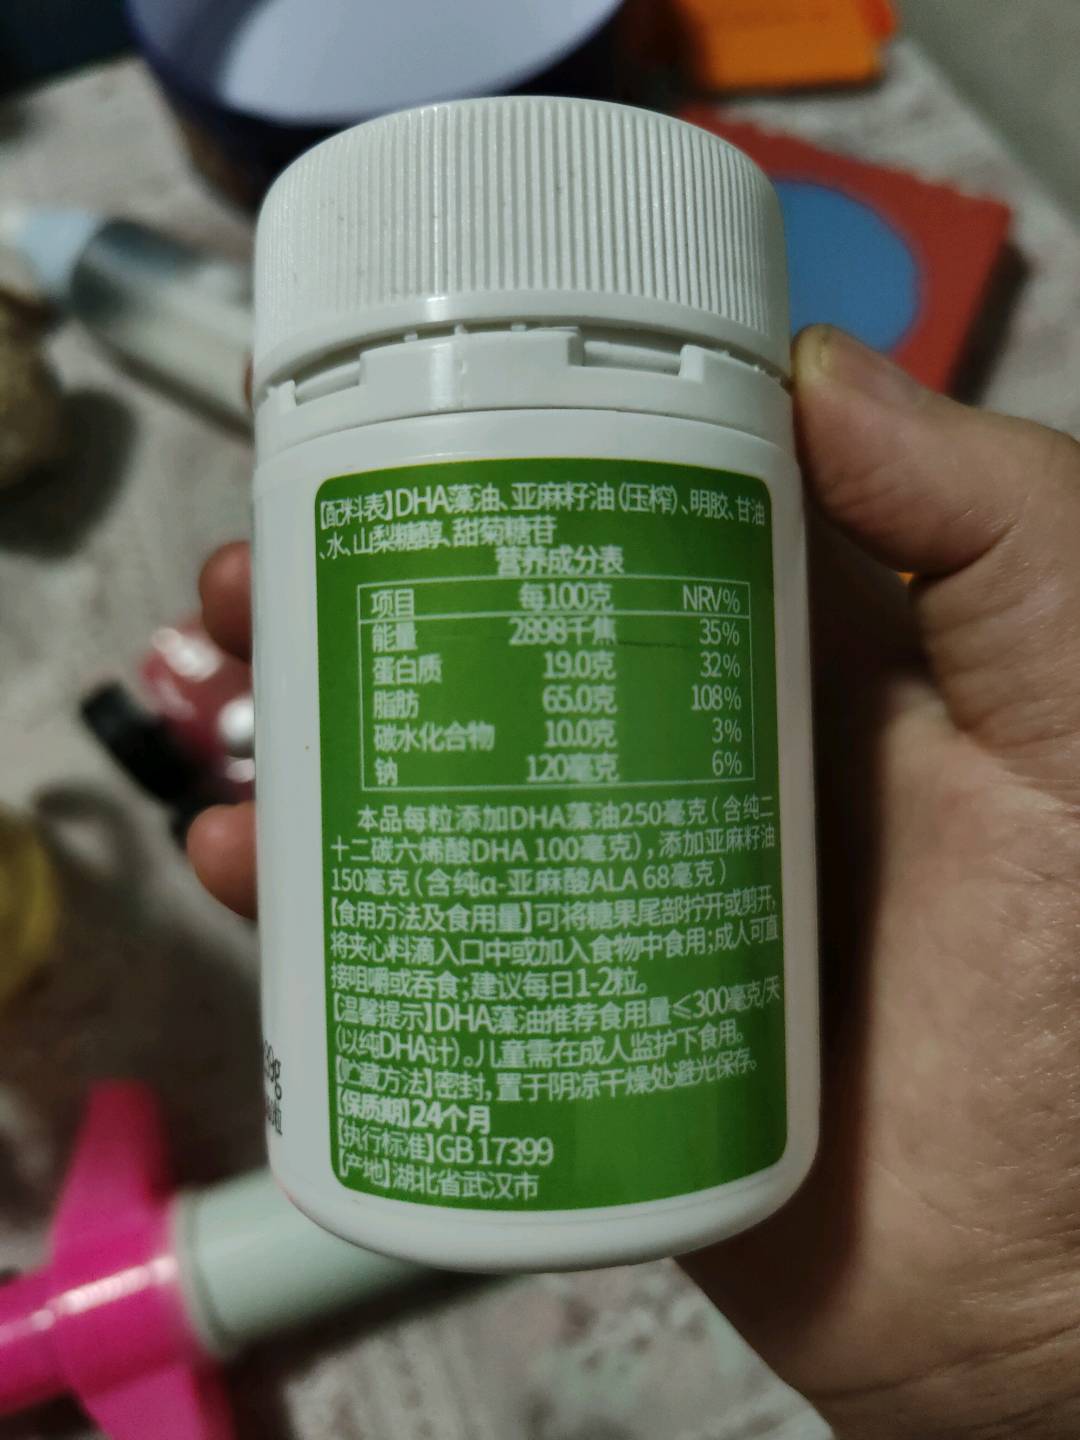 【配料表】DHA藻油、亚麻籽油(压榨)、明胶、甘油
、水、山梨糖醇、甜菊糖苷
营养成分表
项目 每100克 NRV%
能量 2898千焦 35%
蛋白质 19.0克 32%
脂肪 65.0克 108%
碳水化合物 10.0克 3%
钠 120毫克 6%
本品每粒添加DHA藻油250毫克(含纯二
十二碳六烯酸DHA 100毫克),添加亚麻籽油
150毫克(含纯α-亚麻酸ALA 68毫克)
【食用方法及食用量】可将糖果尾部拧开或剪开,
将夹心料滴入口中或加入食物中食用;成人可直
接咀嚼或吞食;建议每日1-2粒。
【温馨提示】DHA藻油推荐食用量≤300毫克/天
(以纯DHA计)。儿童需在成人监护下食用。
【贮藏方法】密封,置于阴凉干燥处避光保存。
【保质期】24个月
【执行标准】GB 17399
【产地】湖北省武汉市